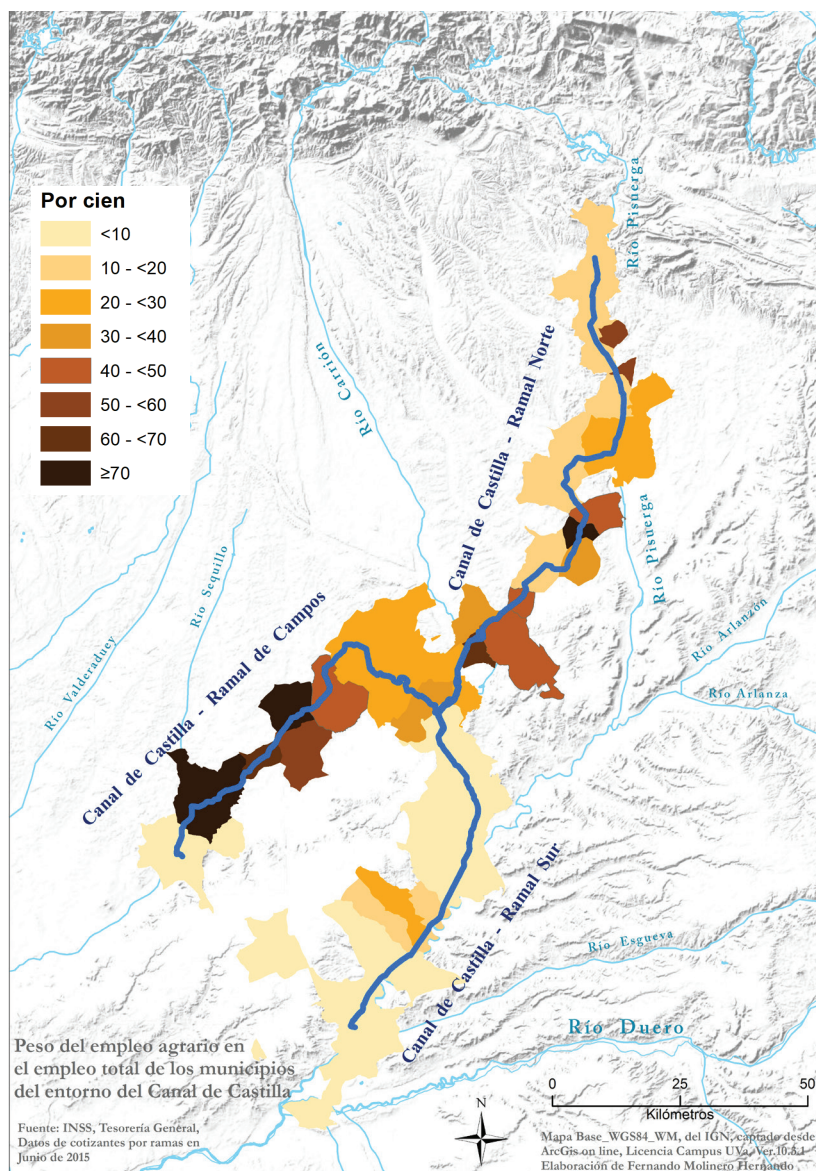 Río Pisuerga
Por cien
<10
10 - <20
20 - <30
30 - <40
40 - <50
50 - <60
60 - <70
≥70
Río Carrión
Canal de Castilla - Ramal Norte
Río Pisuerga
Río Sequillo
Río Valderaduey
Canal de Castilla - Ramal de Campos
Río Arlanzón
Río Arlanza
Canal de Castilla - Ramal Sur
Río Esgueva
Río Duero
Peso del empleo agrario en
el empleo total de los municipios
del entorno del Canal de Castilla
Fuente: INSS, Tesorería General,
Datos de cotizantes por ramas en
Junio de 2015
N
0 25 50
Kilómetros
Mapa Base_WGS84_WM, del IGN, captado desde
ArcGis on line, Licencia Campus UVa, Ver.10.3.1
Elaboración de Fernando Molinero Hernando